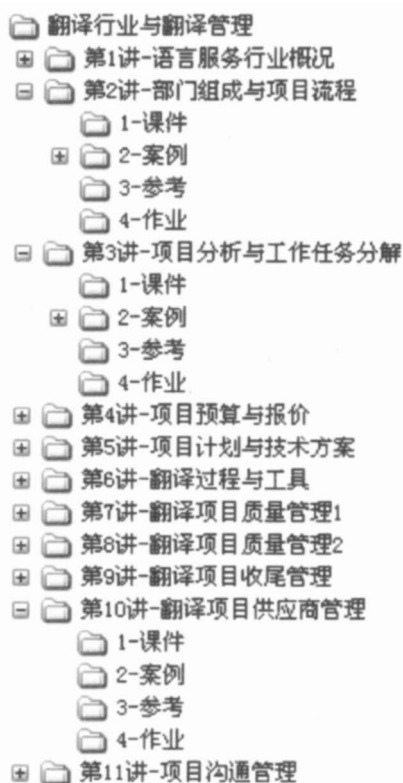 翻译行业与翻译管理
第1讲-语言服务行业概况
第2讲-部门组成与项目流程
1-课件
2-案例
3-参考
4-作业
第3讲-项目分析与工作任务分解
1-课件
2-案例
3-参考
4-作业
第4讲-项目预算与报价
第5讲-项目计划与技术方案
第6讲-翻译过程与工具
第7讲-翻译项目质量管理1
第8讲-翻译项目质量管理2
第9讲-翻译项目收尾管理
第10讲-翻译项目供应商管理
1-课件
2-案例
3-参考
4-作业
第11讲-项目沟通管理